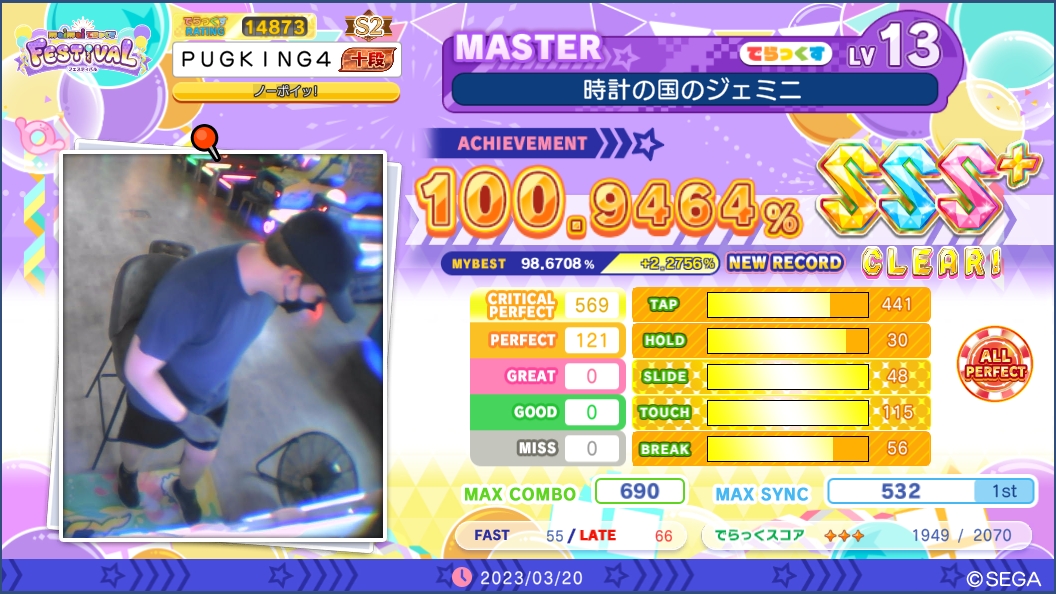 maimai でらっくす
FESTiVAL
フェスティバル
でらっくす
RATING
14873
S2
PUGKING4
十段
ノーポイッ!
MASTER
でらっくす
LV 13
時計の国のジェミニ
ACHIEVEMENT
100.9464%
SSS+
MYBEST 98.6708% +2.2756% NEW RECORD
CLEAR!
CRITICAL PERFECT 569
PERFECT 121
GREAT 0
GOOD 0
MISS 0
TAP 441
HOLD 30
SLIDE 48
TOUCH 115
BREAK 56
ALL PERFECT
MAX COMBO 690
MAX SYNC 532 1st
FAST 55 / LATE 66
でらっくスコア 1949 / 2070
2023/03/20
©SEGA